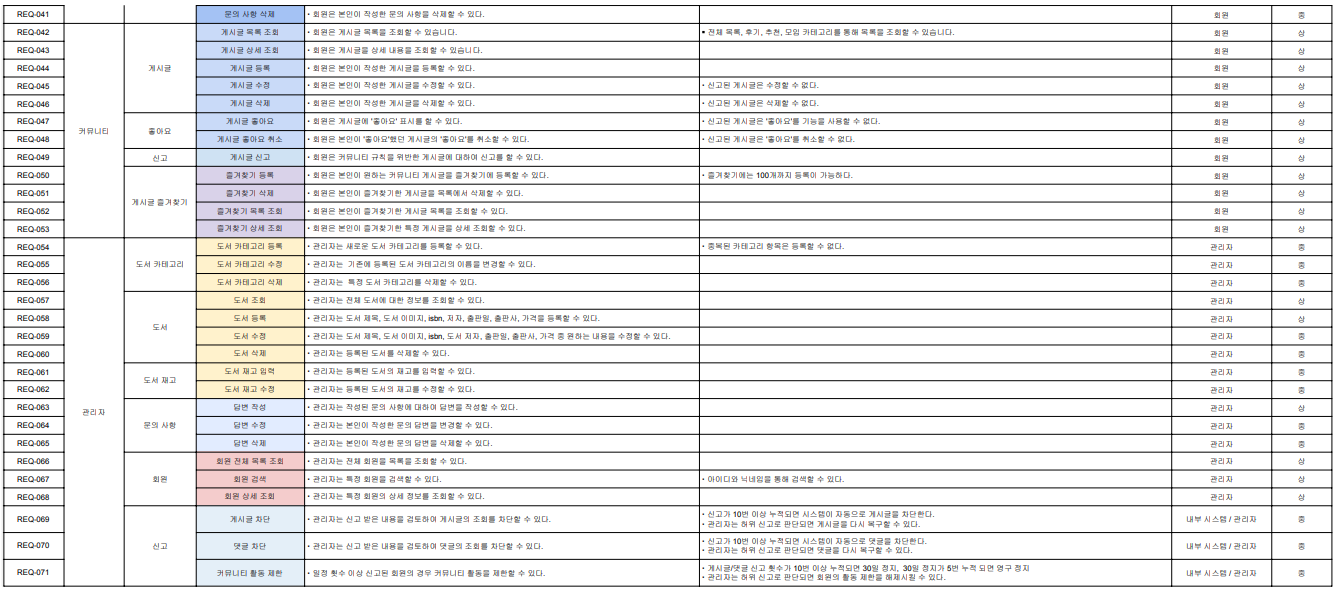 REQ-041 문의 사항 삭제 • 회원은 본인이 작성한 문의 사항을 삭제할 수 있다. 회원 중
REQ-042 게시글 목록 조회 • 회원은 게시글 목록을 조회할 수 있습니다. ▪ 전체 목록, 후기, 추천, 모임 카테고리를 통해 목록을 조회할 수 있습니다. 회원 상
REQ-043 게시글 상세 조회 • 회원은 게시글을 상세 내용을 조회할 수 있습니다. 회원 상
게시글
REQ-044 게시글 등록 • 회원은 본인이 작성한 게시글을 등록할 수 있다. 회원 상
REQ-045 게시글 수정 • 회원은 본인이 작성한 게시글을 수정할 수 있다. • 신고된 게시글은 수정할 수 없다. 회원 상
REQ-046 게시글 삭제 • 회원은 본인이 작성한 게시글을 삭제할 수 있다. • 신고된 게시글은 삭제할 수 없다. 회원 상
REQ-047 게시글 좋아요 • 회원은 게시글에 '좋아요' 표시를 할 수 있다. • 신고된 게시글은 '좋아요'를 기능을 사용할 수 없다. 회원 상
커뮤니티 좋아요
REQ-048 게시글 좋아요 취소 • 회원은 본인이 '좋아요'했던 게시글의 '좋아요'를 취소할 수 있다. • 신고된 게시글은 '좋아요'를 취소할 수 없다. 회원 상
REQ-049 신고 게시글 신고 • 회원은 커뮤니티 규칙을 위반한 게시글에 대하여 신고를 할 수 있다. 회원 상
REQ-050 즐겨찾기 등록 • 회원은 본인이 원하는 커뮤니티 게시글을 즐겨찾기에 등록할 수 있다. • 즐겨찾기에는 100개까지 등록이 가능하다. 회원 상
REQ-051 즐겨찾기 삭제 • 회원은 본인이 즐겨찾기한 게시글을 목록에서 삭제할 수 있다. 회원 상
게시글 즐겨찾기
REQ-052 즐겨찾기 목록 조회 • 회원은 본인이 즐겨찾기한 게시글 목록을 조회할 수 있다. 회원 상
REQ-053 즐겨찾기 상세 조회 • 회원은 본인이 즐겨찾기한 특정 게시글을 상세 조회할 수 있다. 회원 상
REQ-054 도서 카테고리 등록 • 관리자는 새로운 도서 카테고리를 등록할 수 있다. • 중복된 카테고리 항목은 등록할 수 없다. 관리자 중
REQ-055 도서 카테고리 도서 카테고리 수정 • 관리자는 기존에 등록된 도서 카테고리의 이름을 변경할 수 있다. 관리자 중
REQ-056 도서 카테고리 삭제 • 관리자는 특정 도서 카테고리를 삭제할 수 있다. 관리자 중
REQ-057 도서 조회 • 관리자는 전체 도서에 대한 정보를 조회할 수 있다. 관리자 상
REQ-058 도서 등록 • 관리자는 도서 제목, 도서 이미지, isbn, 저자, 출판일, 출판사, 가격을 등록할 수 있다. 관리자 상
도서
REQ-059 도서 수정 • 관리자는 도서 제목, 도서 이미지, isbn, 도서 저자, 출판일, 출판사, 가격 중 원하는 내용을 수정할 수 있다. 관리자 중
REQ-060 도서 삭제 • 관리자는 등록된 도서를 삭제할 수 있다. 관리자 중
REQ-061 도서 재고 입력 • 관리자는 등록된 도서의 재고를 입력할 수 있다. 관리자 중
도서 재고
REQ-062 도서 재고 수정 • 관리자는 등록된 도서의 재고를 수정할 수 있다. 관리자 중
REQ-063 답변 작성 • 관리자는 작성된 문의 사항에 대하여 답변을 작성할 수 있다. 관리자 상
관리자
REQ-064 문의 사항 답변 수정 • 관리자는 본인이 작성한 문의 답변을 변경할 수 있다. 관리자 중
REQ-065 답변 삭제 • 관리자는 본인이 작성한 문의 답변을 삭제할 수 있다. 관리자 중
REQ-066 회원 전체 목록 조회 • 관리자는 전체 회원을 목록을 조회할 수 있다. 관리자 상
REQ-067 회원 회원 검색 • 관리자는 특정 회원을 검색할 수 있다. • 아이디와 닉네임을 통해 검색할 수 있다. 관리자 상
REQ-068 회원 상세 조회 • 관리자는 특정 회원의 상세 정보를 조회할 수 있다. 관리자 상
REQ-069 게시글 차단 • 관리자는 신고 받은 내용을 검토하여 게시글의 조회를 차단할 수 있다. • 신고가 10번 이상 누적되면 시스템이 자동으로 게시글을 차단한다. 내부 시스템 / 관리자 중
• 관리자는 허위 신고로 판단되면 게시글을 다시 복구할 수 있다.
REQ-070 신고 댓글 차단 • 관리자는 신고 받은 내용을 검토하여 댓글의 조회를 차단할 수 있다. • 신고가 10번 이상 누적되면 시스템이 자동으로 댓글을 차단한다. 내부 시스템 / 관리자 중
• 관리자는 허위 신고로 판단되면 댓글을 다시 복구할 수 있다.
REQ-071 커뮤니티 활동 제한 • 일정 횟수 이상 신고된 회원의 경우 커뮤니티 활동을 제한할 수 있다. • 게시글/댓글 신고 횟수가 10번 이상 누적되면 30일 정지, 30일 정지가 5번 누적 되면 영구 정지 내부 시스템 / 관리자 중
• 관리자는 허위 신고로 판단되면 회원의 활동 제한을 해제시킬 수 있다.